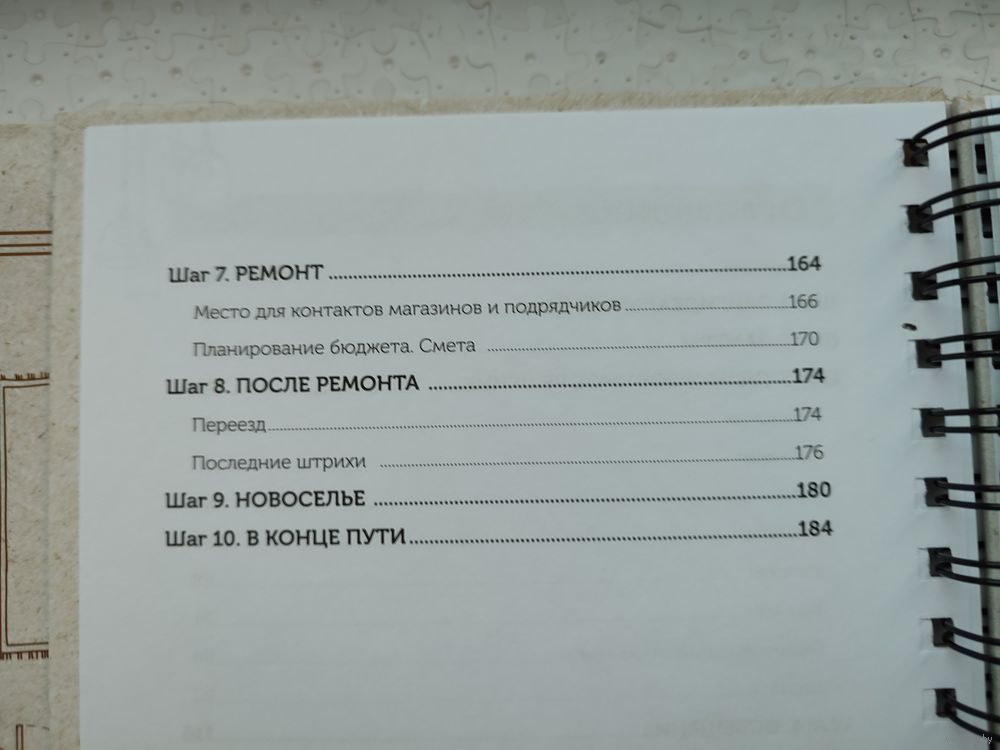 Шаг 7. РЕМОНТ ........ 164
Место для контактов магазинов и подрядчиков ........ 166
Планирование бюджета. Смета ........ 170
Шаг 8. ПОСЛЕ РЕМОНТА ........ 174
Переезд ........ 174
Последние штрихи ........ 176
Шаг 9. НОВОСЕЛЬЕ ........ 180
Шаг 10. В КОНЦЕ ПУТИ ........ 184